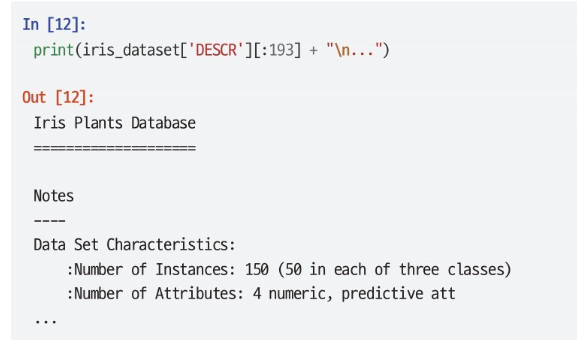 In [12]:
print(iris_dataset['DESCR'][:193] + "\n...")
Out [12]:
Iris Plants Database
====================
Notes
----
Data Set Characteristics:
:Number of Instances: 150 (50 in each of three classes)
:Number of Attributes: 4 numeric, predictive att
...